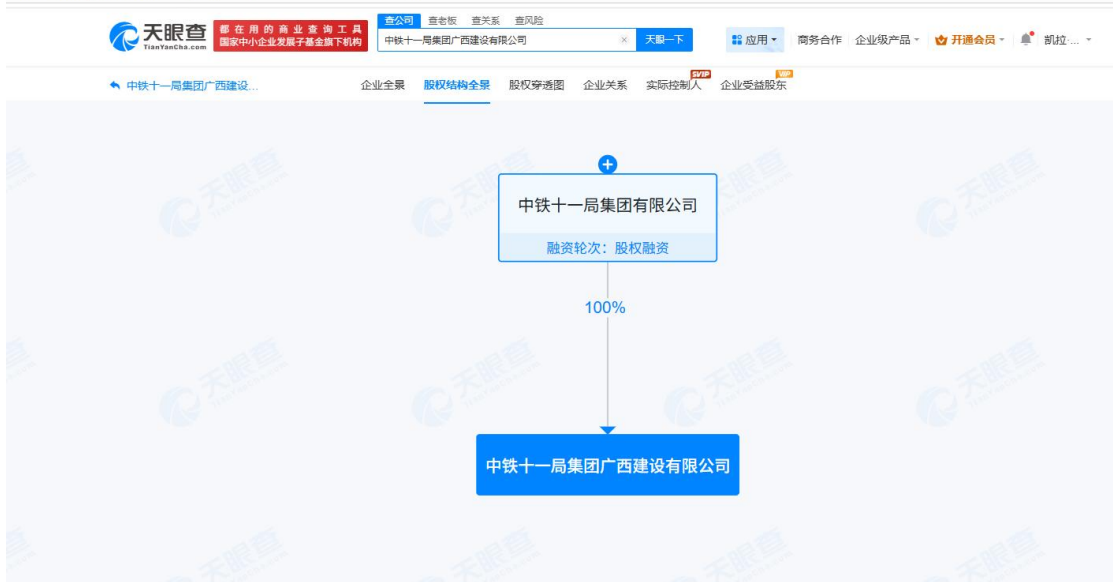 查公司 查老板 查关系 查风险
天眼查
TianYanCha.com
都在用的商业查询工具
国家中小企业发展子基金旗下机构
中铁十一局集团广西建设有限公司 × 天眼一下
应用 商务合作 企业级产品 开通会员 凯拉·...
中铁十一局集团广西建设...
企业全景 股权结构全景 股权穿透图 企业关系 实际控制人 SVIP 企业受益股东 VIP
中铁十一局集团有限公司
融资轮次：股权融资
100%
中铁十一局集团广西建设有限公司
天眼查